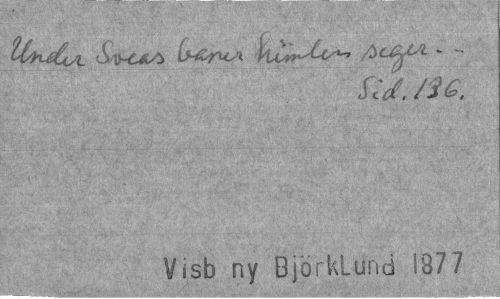 Under Sveas baner himlens seger. - -
Sid. 136.
Visb ny BjörkLund 1877